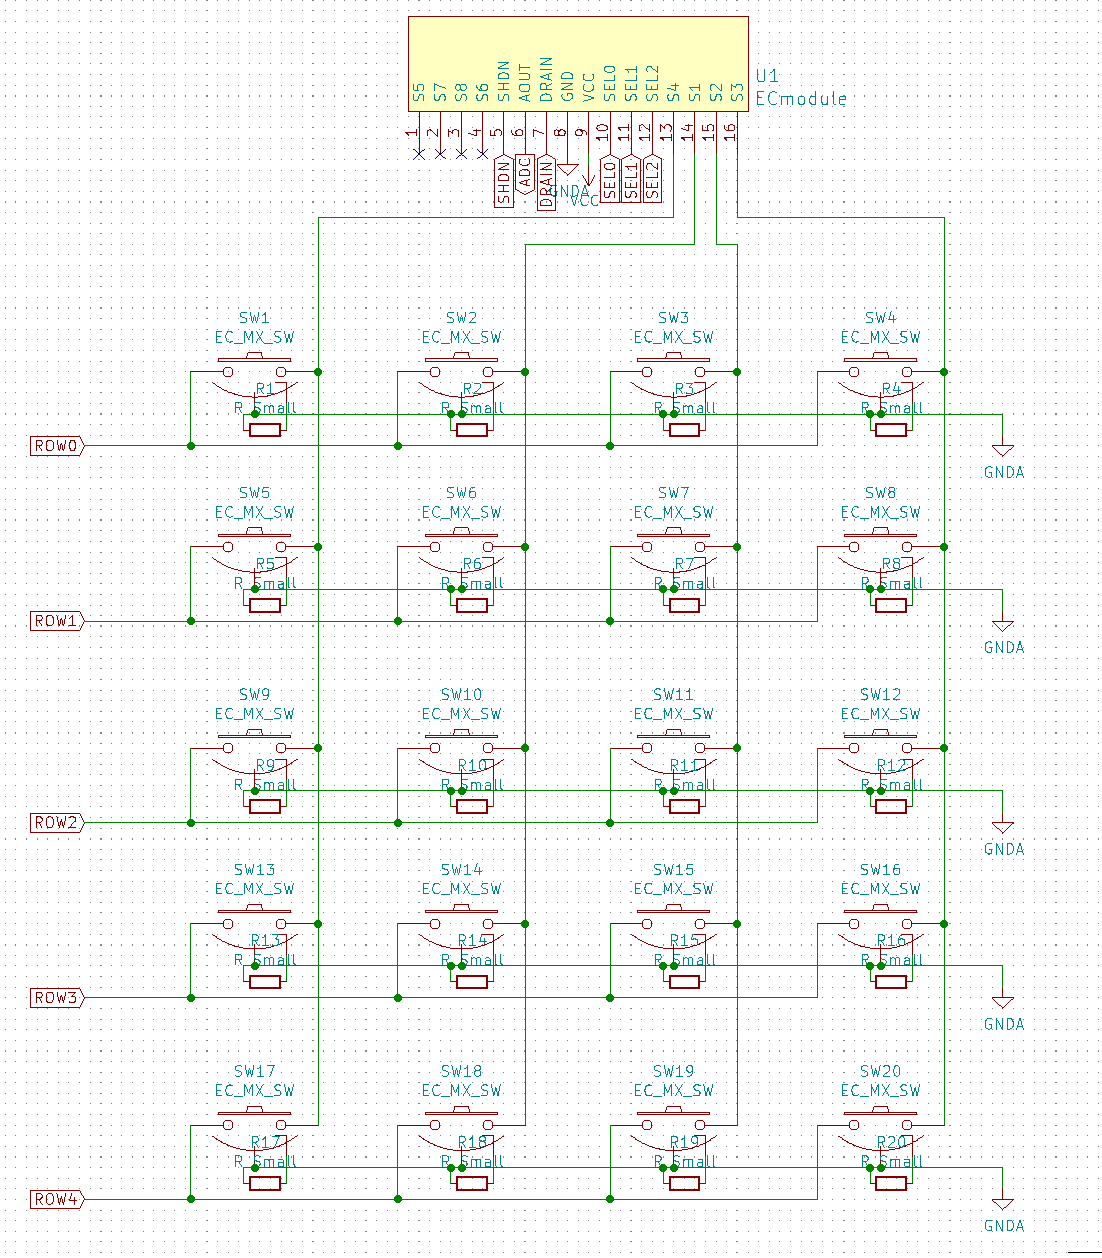 U1
ECmodule
S5 S7 S8 S6 SHDN AOUT DRAIN GND VCC SEL0 SEL1 SEL2 S4 S1 S2 S3
1 2 3 4 5 6 7 8 9 10 11 12 13 14 15 16
SHDN ADC DRAIN GNDA VCC SEL0 SEL1 SEL2
SW1 SW2 SW3 SW4
EC_MX_SW EC_MX_SW EC_MX_SW EC_MX_SW
R1 R2 R3 R4
R_Small R_Small R_Small R_Small
ROW0
GNDA
SW5 SW6 SW7 SW8
EC_MX_SW EC_MX_SW EC_MX_SW EC_MX_SW
R5 R6 R7 R8
R_Small R_Small R_Small R_Small
ROW1
GNDA
SW9 SW10 SW11 SW12
EC_MX_SW EC_MX_SW EC_MX_SW EC_MX_SW
R9 R10 R11 R12
R_Small R_Small R_Small R_Small
ROW2
GNDA
SW13 SW14 SW15 SW16
EC_MX_SW EC_MX_SW EC_MX_SW EC_MX_SW
R13 R14 R15 R16
R_Small R_Small R_Small R_Small
ROW3
GNDA
SW17 SW18 SW19 SW20
EC_MX_SW EC_MX_SW EC_MX_SW EC_MX_SW
R17 R18 R19 R20
R_Small R_Small R_Small R_Small
ROW4
GNDA